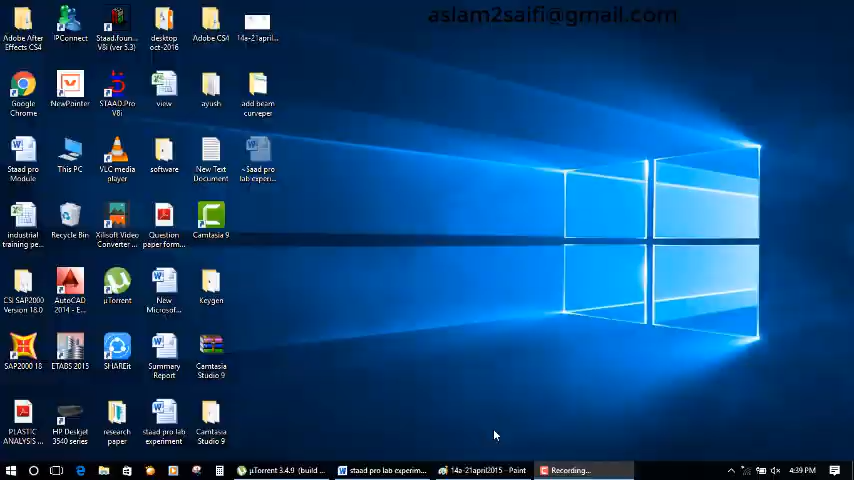 aslam2saifi@gmail.com
Adobe After
Effects CS4
IPConnect
Staad.foun...
V8i (ver 5.3)
desktop
oct-2016
Adobe CS4
14a-21april...
Google
Chrome
NewPointer
STAAD.Pro
V8i
view
ayush
add beam
curveper
Staad pro
Module
This PC
VLC media
player
software
New Text
Document
~$aad pro
lab experi...
industrial
training pe...
Recycle Bin
Xilisoft Video
Converter ...
Question
paper form...
Camtasia 9
CSI SAP2000
Version 18.0
AutoCAD
2014 - E...
µTorrent
New
Microsof...
Keygen
SAP2000 18
ETABS 2015
SHAREit
Summary
Report
Camtasia
Studio 9
PLASTIC
ANALYSIS ...
HP Deskjet
3540 series
research
paper
staad pro lab
experiment
Camtasia
Studio 9
µTorrent 3.4.9 (build ...
staad pro lab experim...
14a-21april2015 - Paint
Recording...
4:39 PM